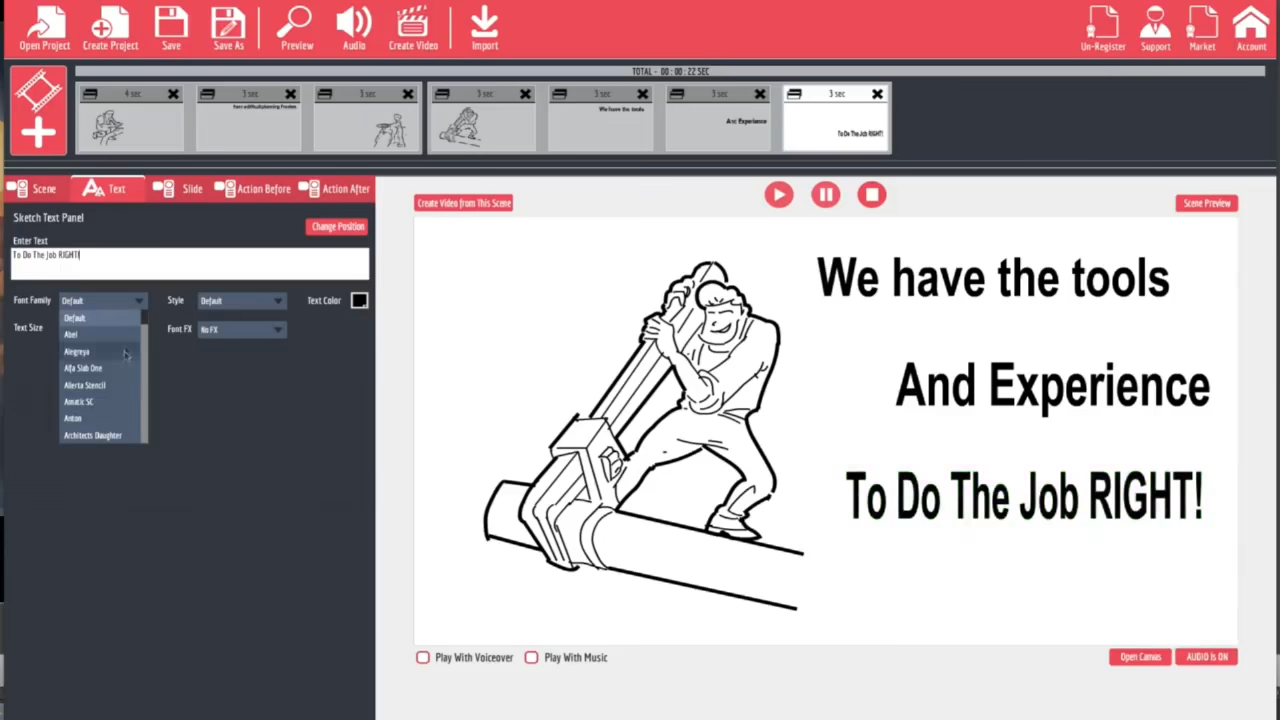 Open Project
Create Project
Save
Save As
Preview
Audio
Create Video
Import
Un-Register
Support
Market
Account
TOTAL - 00 : 00 : 22 SEC
4 sec
3 sec
3 sec
3 sec
3 sec
3 sec
3 sec
We have the tools
And Experience
To Do The Job RIGHT!
Scene
Text
Slide
Action Before
Action After
Sketch Text Panel
Change Position
Enter Text
To Do The Job RIGHT!
Font Family
Default
Style
Default
Text Color
Text Size
Font FX
No FX
Default
Abel
Alegreya
Alfa Slab One
Allerta Stencil
Amatic SC
Anton
Architects Daughter
Create Video from This Scene
Scene Preview
We have the tools
And Experience
To Do The Job RIGHT!
Play With Voiceover
Play With Music
Open Canvas
AUDIO is ON